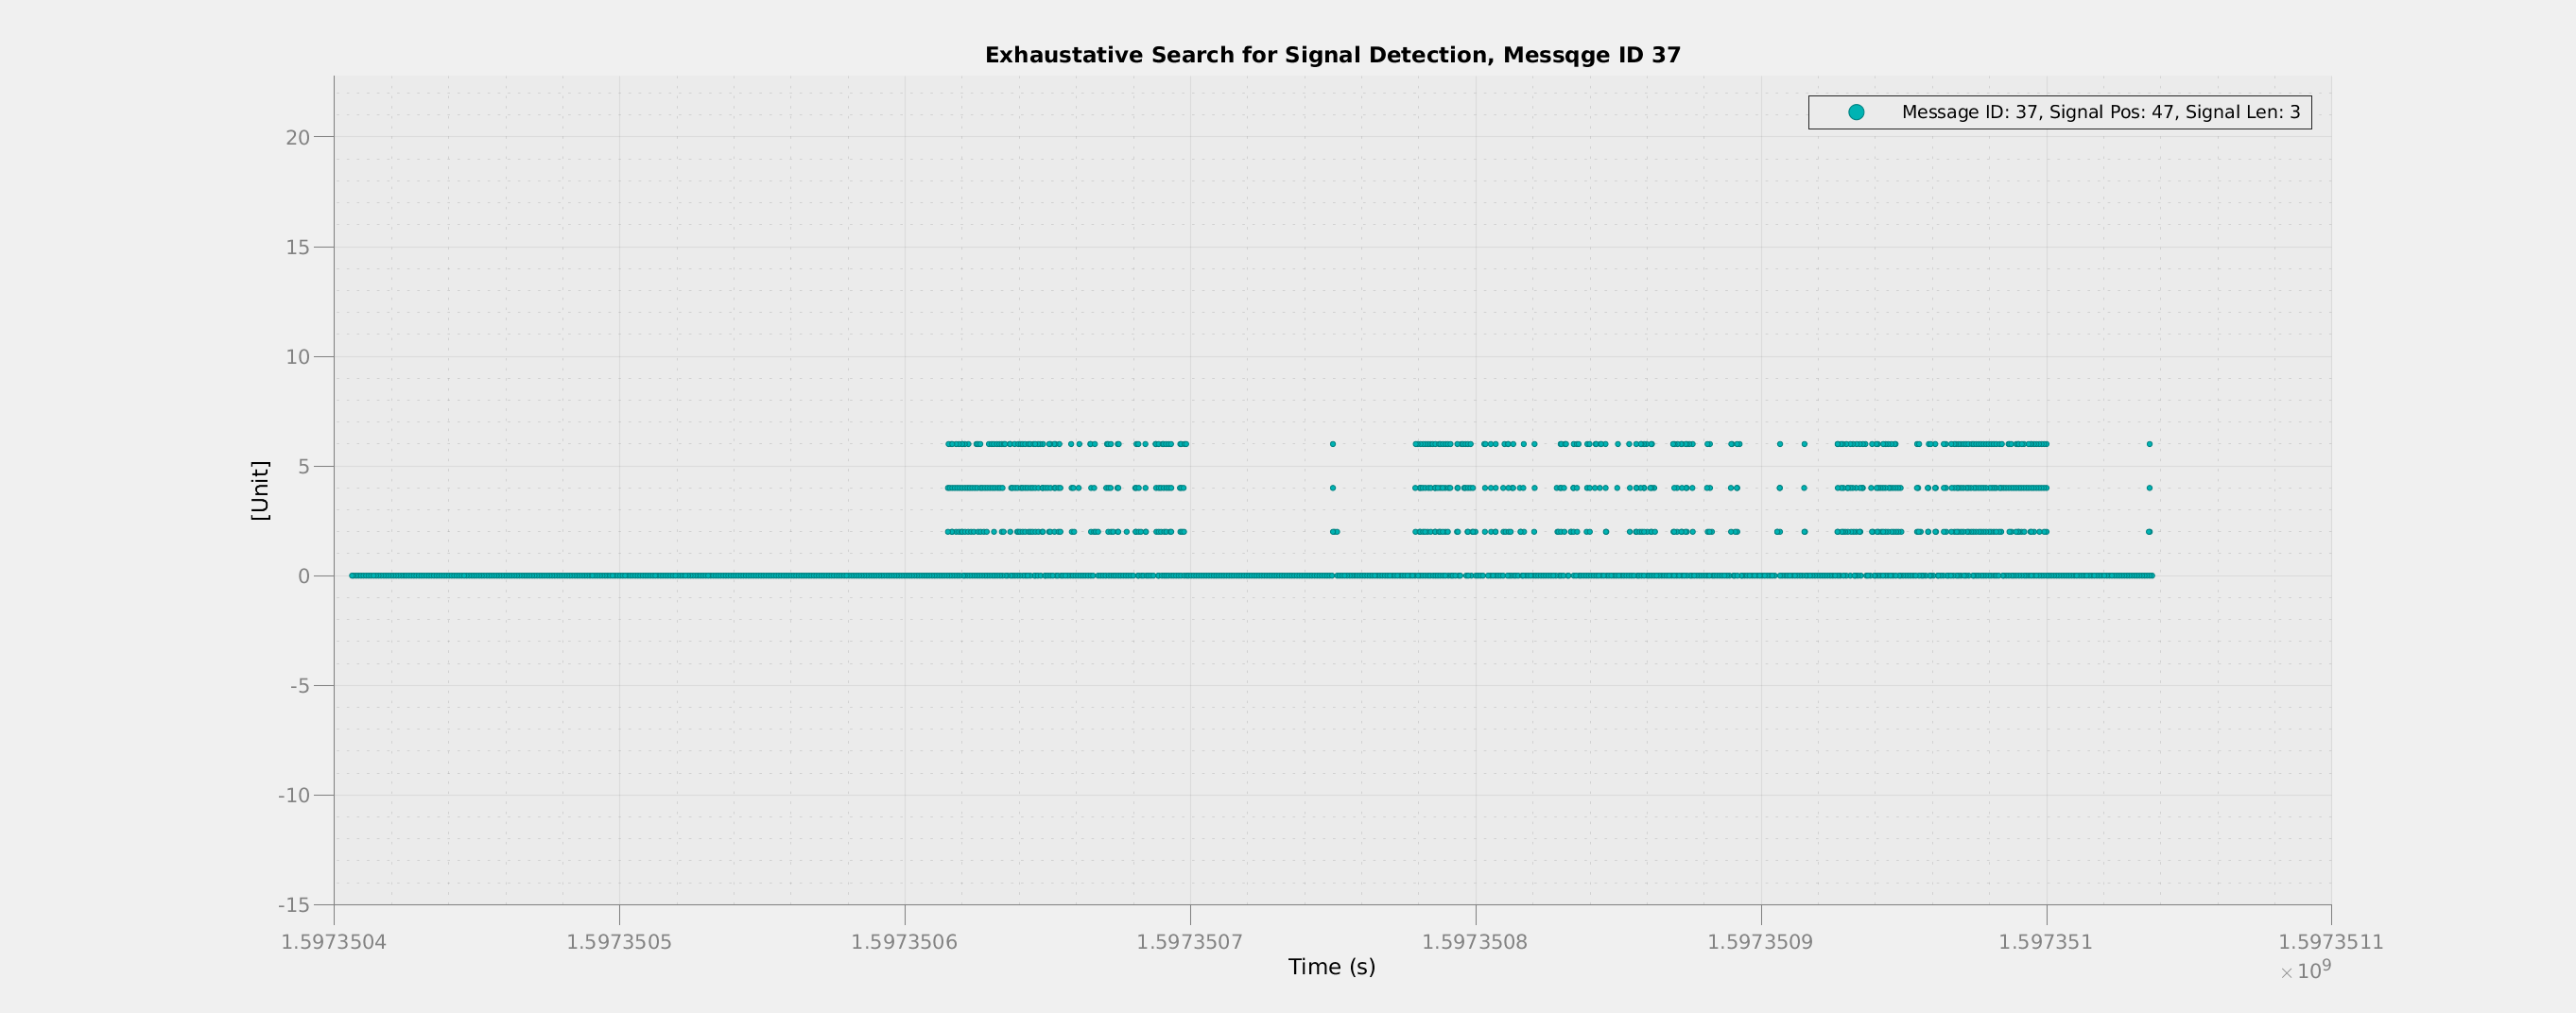 Exhaustative Search for Signal Detection, Messqge ID 37
Message ID: 37, Signal Pos: 47, Signal Len: 3
20
15
10
5
0
-5
-10
-15
[Unit]
1.5973504 1.5973505 1.5973506 1.5973507 1.5973508 1.5973509 1.597351 1.5973511
Time (s)
× 10⁹